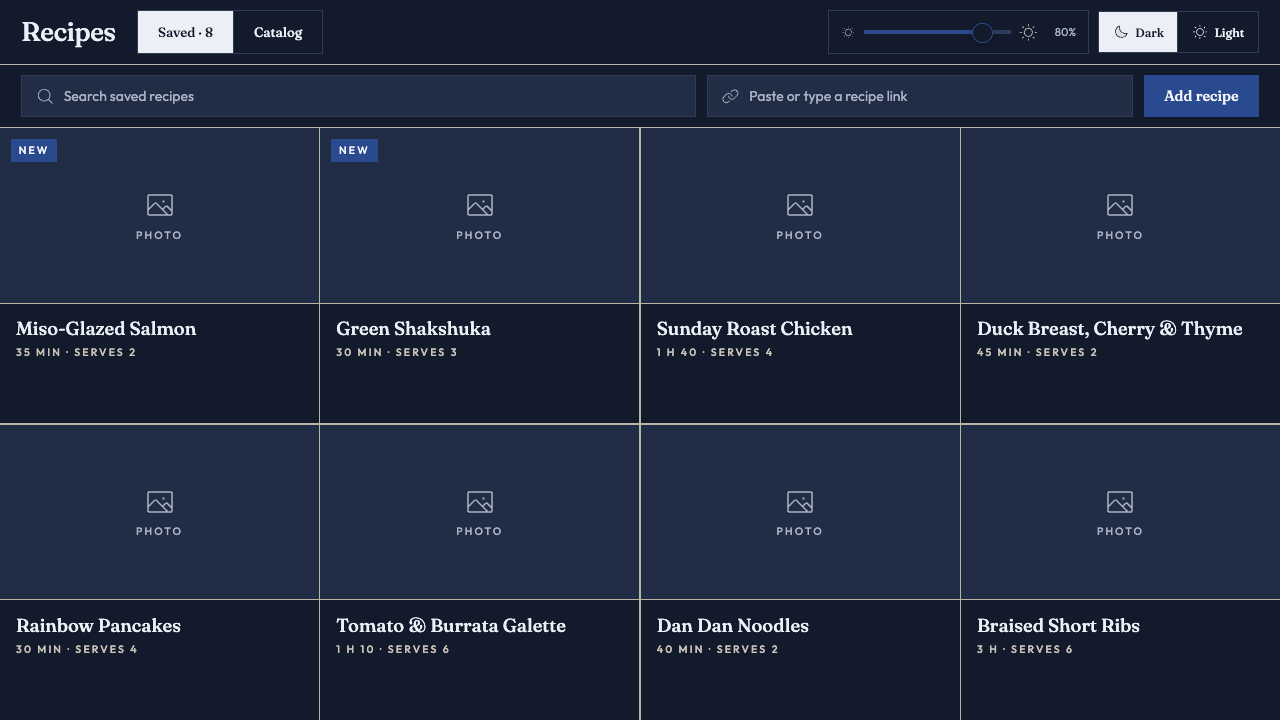 Recipes
Saved · 8
Catalog
80%
Dark
Light
Search saved recipes
Paste or type a recipe link
Add recipe
NEW
NEW
PHOTO
PHOTO
PHOTO
PHOTO
Miso-Glazed Salmon
35 MIN · SERVES 2
Green Shakshuka
30 MIN · SERVES 3
Sunday Roast Chicken
1 H 40 · SERVES 4
Duck Breast, Cherry & Thyme
45 MIN · SERVES 2
PHOTO
PHOTO
PHOTO
PHOTO
Rainbow Pancakes
30 MIN · SERVES 4
Tomato & Burrata Galette
1 H 10 · SERVES 6
Dan Dan Noodles
40 MIN · SERVES 2
Braised Short Ribs
3 H · SERVES 6